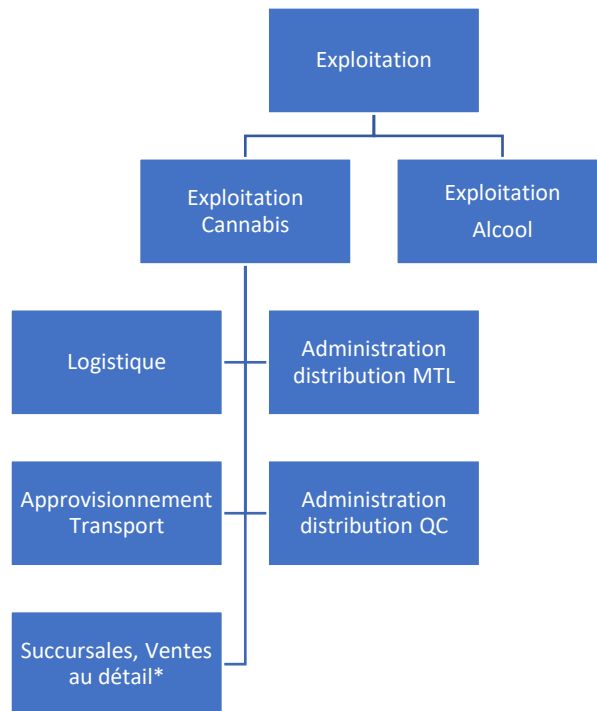 Exploitation
Exploitation
Cannabis
Exploitation
Alcool
Logistique
Administration
distribution MTL
Approvisionnement
Transport
Administration
distribution QC
Succursales, Ventes
au détail*